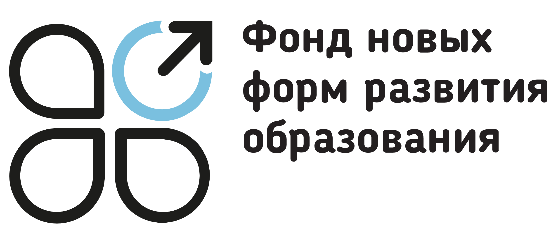 Фонд новых
форм развития
образования